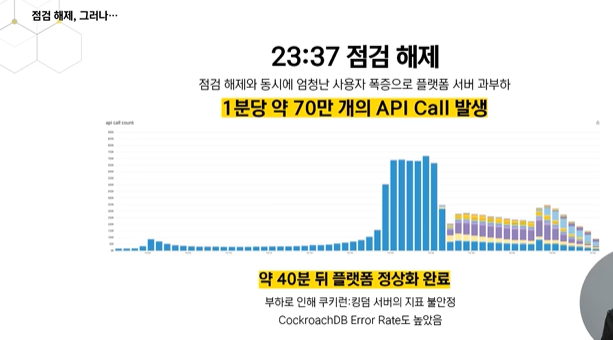 점검 해제, 그러나…
23:37 점검 해제
점검 해제와 동시에 엄청난 사용자 폭증으로 플랫폼 서버 과부하
1분당 약 70만 개의 API Call 발생
api call count
약 40분 뒤 플랫폼 정상화 완료
부하로 인해 쿠키런:킹덤 서버의 지표 불안정
CockroachDB Error Rate도 높았음